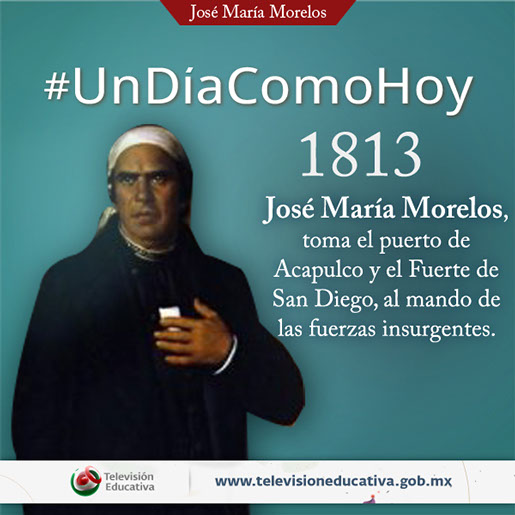 José María Morelos
#UnDíaComoHoy
1813
José María Morelos,
toma el puerto de
Acapulco y el Fuerte de
San Diego, al mando de
las fuerzas insurgentes.
Televisión
Educativa
www.televisioneducativa.gob.mx